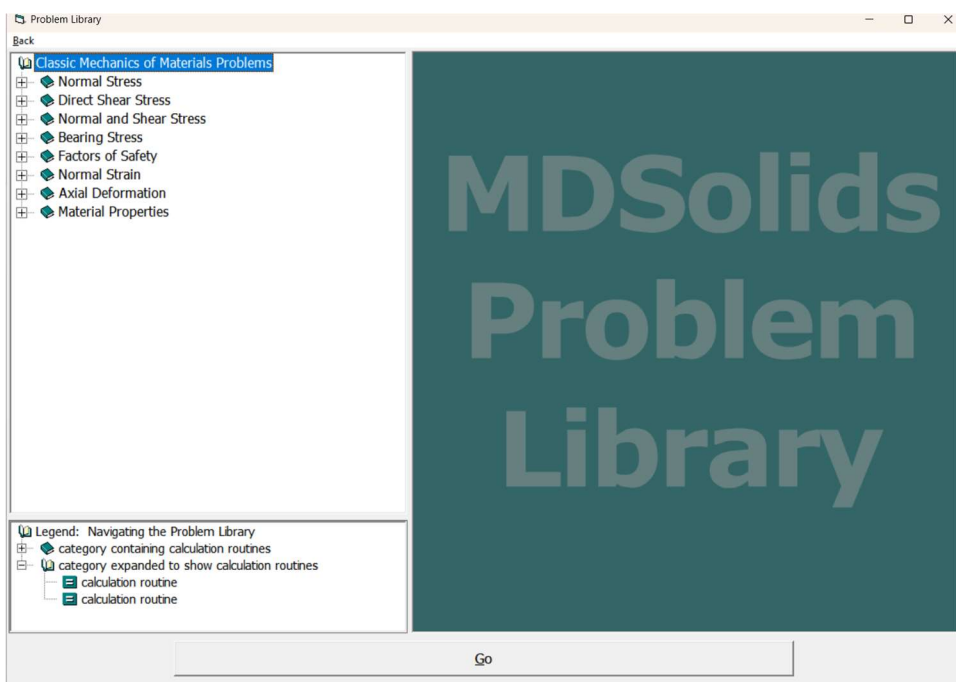 Problem Library
Back
Classic Mechanics of Materials Problems
Normal Stress
Direct Shear Stress
Normal and Shear Stress
Bearing Stress
Factors of Safety
Normal Strain
Axial Deformation
Material Properties
MDSolids
Problem
Library
Legend: Navigating the Problem Library
category containing calculation routines
category expanded to show calculation routines
calculation routine
calculation routine
Go